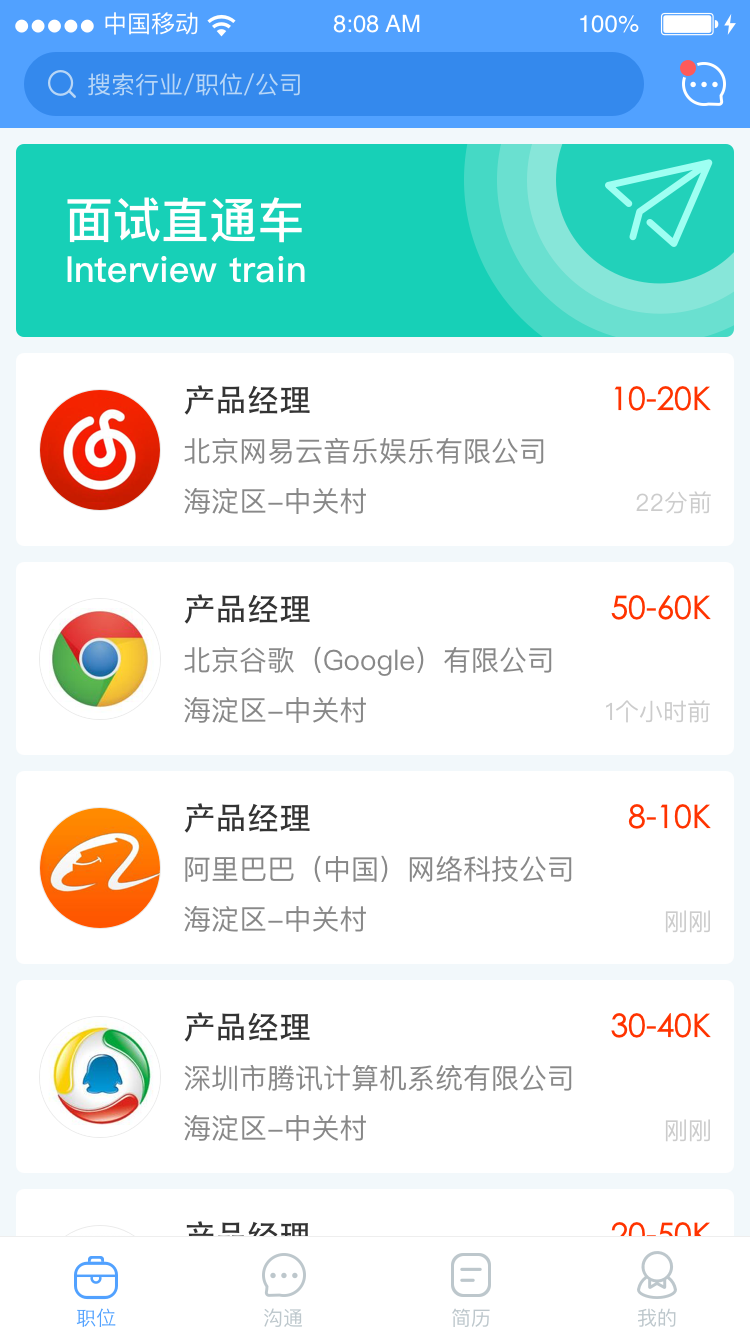 中国移动 8:08 AM 100%
搜索行业/职位/公司
面试直通车
Interview train
产品经理 10-20K
北京网易云音乐娱乐有限公司
海淀区-中关村 22分前
产品经理 50-60K
北京谷歌（Google）有限公司
海淀区-中关村 1个小时前
产品经理 8-10K
阿里巴巴（中国）网络科技公司
海淀区-中关村 刚刚
产品经理 30-40K
深圳市腾讯计算机系统有限公司
海淀区-中关村 刚刚
产品经理 20-50K
职位 沟通 简历 我的